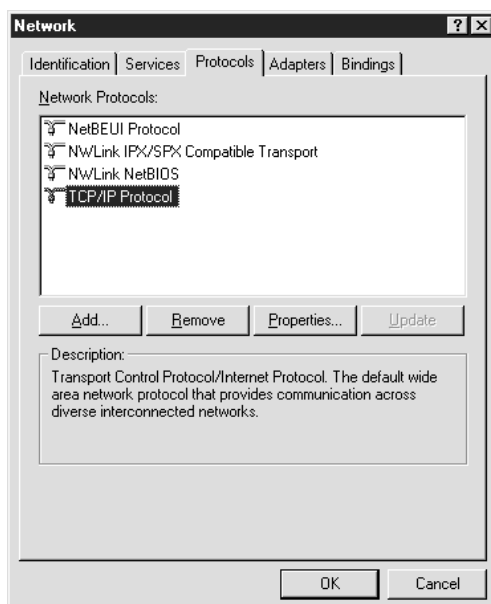 Network
Identification Services Protocols Adapters Bindings
Network Protocols:
NetBEUI Protocol
NWLink IPX/SPX Compatible Transport
NWLink NetBIOS
TCP/IP Protocol
Add... Remove Properties... Update
Description:
Transport Control Protocol/Internet Protocol. The default wide
area network protocol that provides communication across
diverse interconnected networks.
OK Cancel